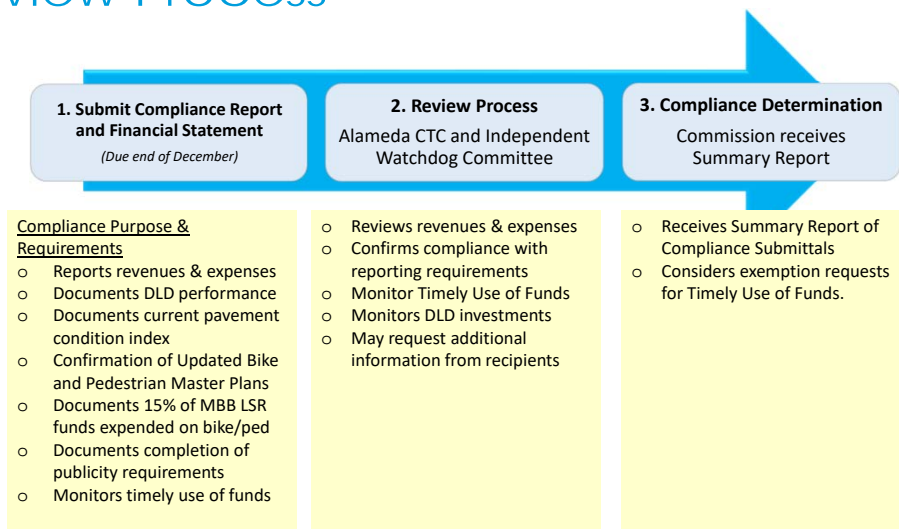 1. Submit Compliance Report
and Financial Statement
(Due end of December)
2. Review Process
Alameda CTC and Independent
Watchdog Committee
3. Compliance Determination
Commission receives
Summary Report
Compliance Purpose &
Requirements
o Reports revenues & expenses
o Documents DLD performance
o Documents current pavement
condition index
o Confirmation of Updated Bike
and Pedestrian Master Plans
o Documents 15% of MBB LSR
funds expended on bike/ped
o Documents completion of
publicity requirements
o Monitors timely use of funds
o Reviews revenues & expenses
o Confirms compliance with
reporting requirements
o Monitor Timely Use of Funds
o Monitors DLD investments
o May request additional
information from recipients
o Receives Summary Report of
Compliance Submittals
o Considers exemption requests
for Timely Use of Funds.